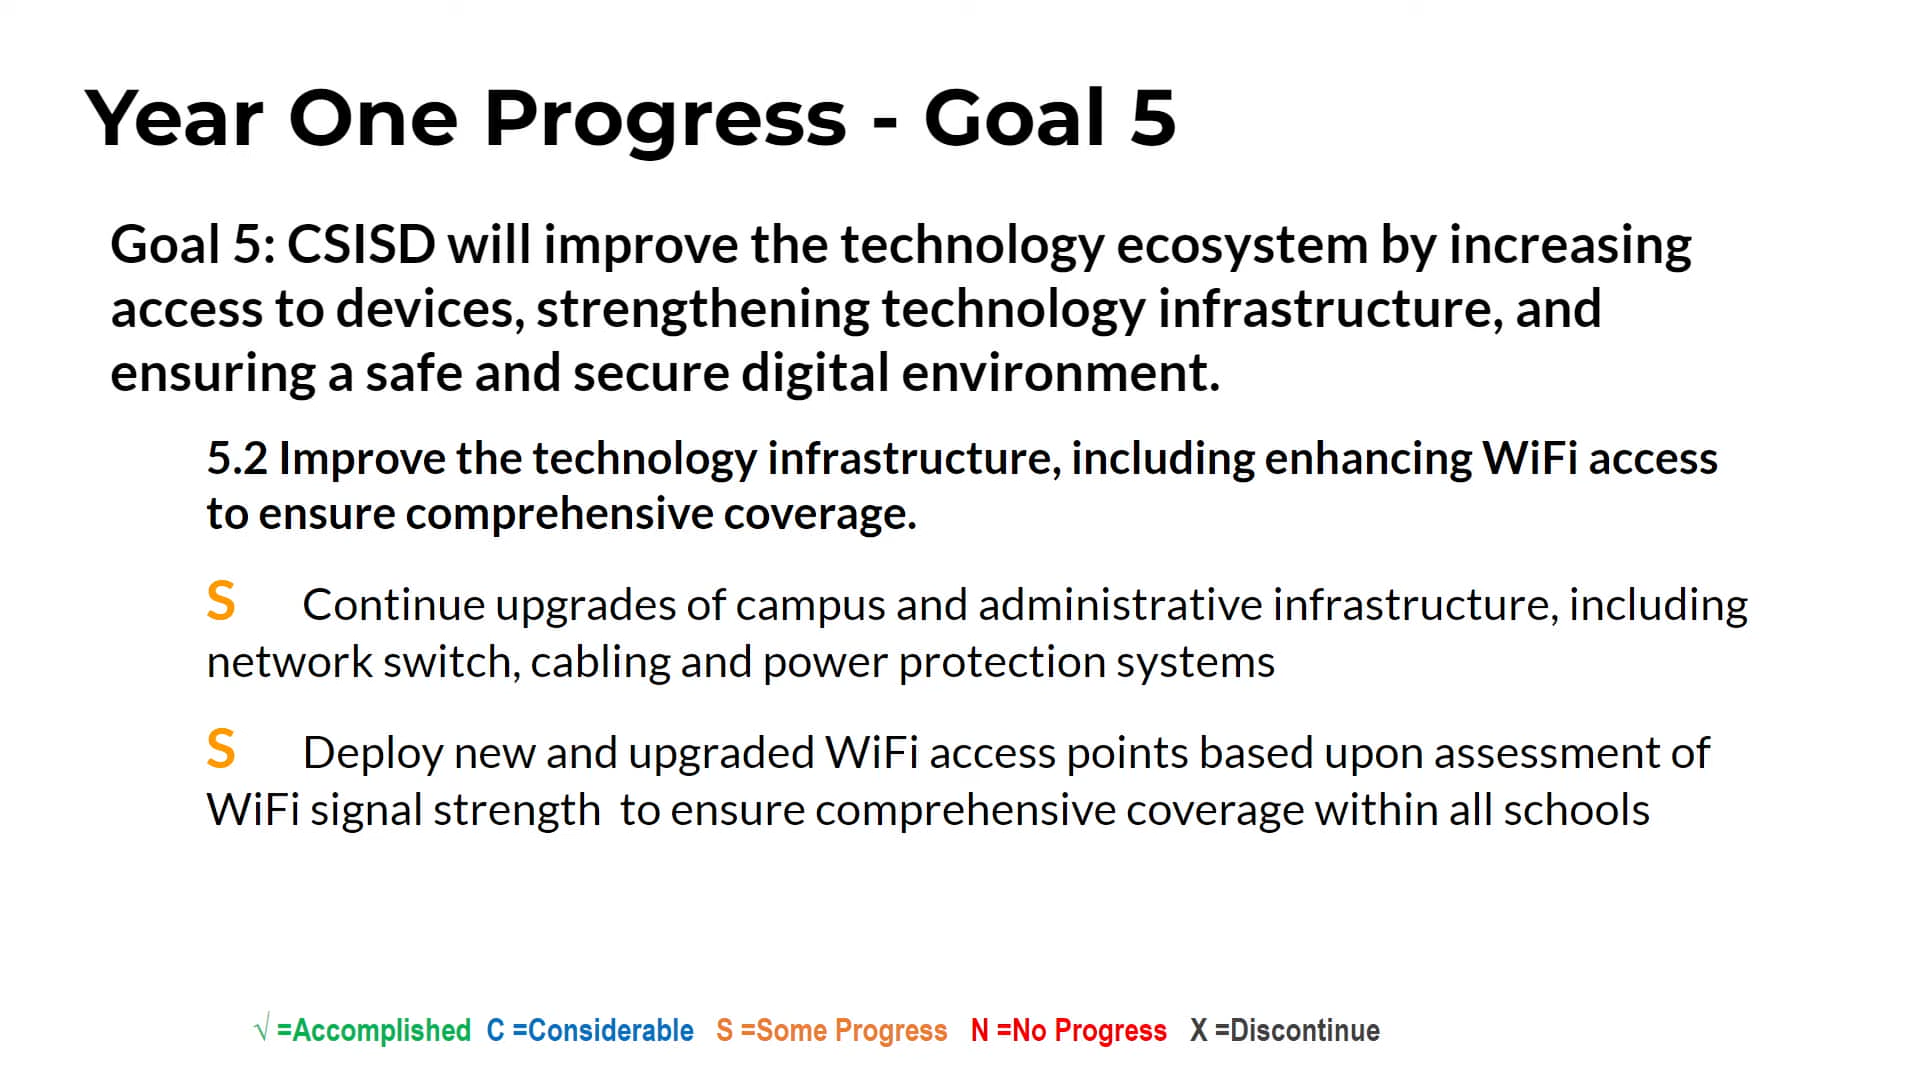 Year One Progress - Goal 5
Goal 5: CSISD will improve the technology ecosystem by increasing
access to devices, strengthening technology infrastructure, and
ensuring a safe and secure digital environment.
5.2 Improve the technology infrastructure, including enhancing WiFi access
to ensure comprehensive coverage.
S Continue upgrades of campus and administrative infrastructure, including
network switch, cabling and power protection systems
S Deploy new and upgraded WiFi access points based upon assessment of
WiFi signal strength  to ensure comprehensive coverage within all schools
√ =Accomplished C =Considerable S =Some Progress N =No Progress X =Discontinue